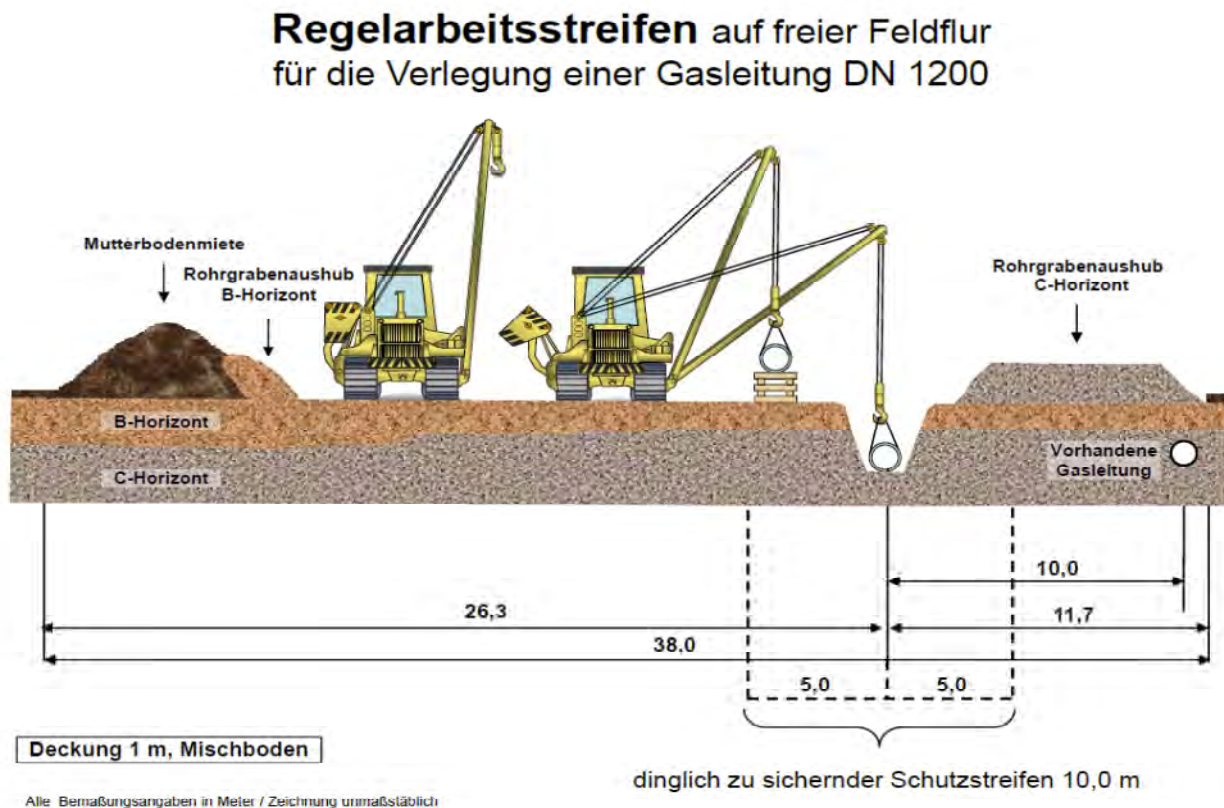 Regelarbeitsstreifen auf freier Feldflur
für die Verlegung einer Gasleitung DN 1200
Mutterbodenmiete
Rohrgrabenaushub
B-Horizont
Rohrgrabenaushub
C-Horizont
B-Horizont
C-Horizont
Vorhandene
Gasleitung
10,0
26,3
11,7
38,0
5,0
5,0
Deckung 1 m, Mischboden
dinglich zu sichernder Schutzstreifen 10,0 m
Alle Bemaßungsangaben in Meter / Zeichnung unmaßstäblich